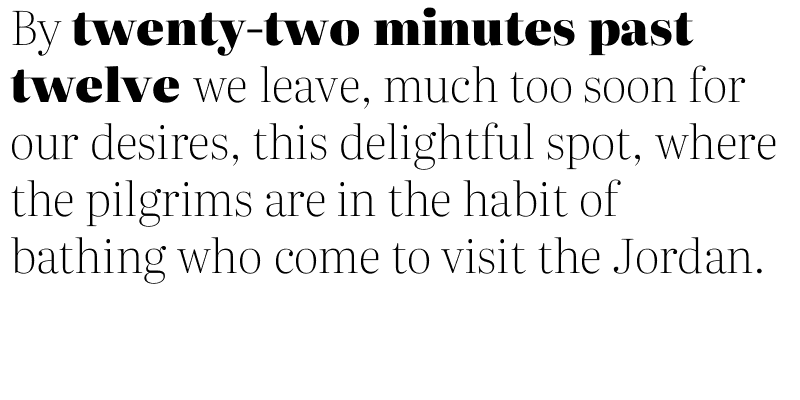 By twenty-two minutes past
twelve we leave, much too soon for
our desires, this delightful spot, where
the pilgrims are in the habit of
bathing who come to visit the Jordan.